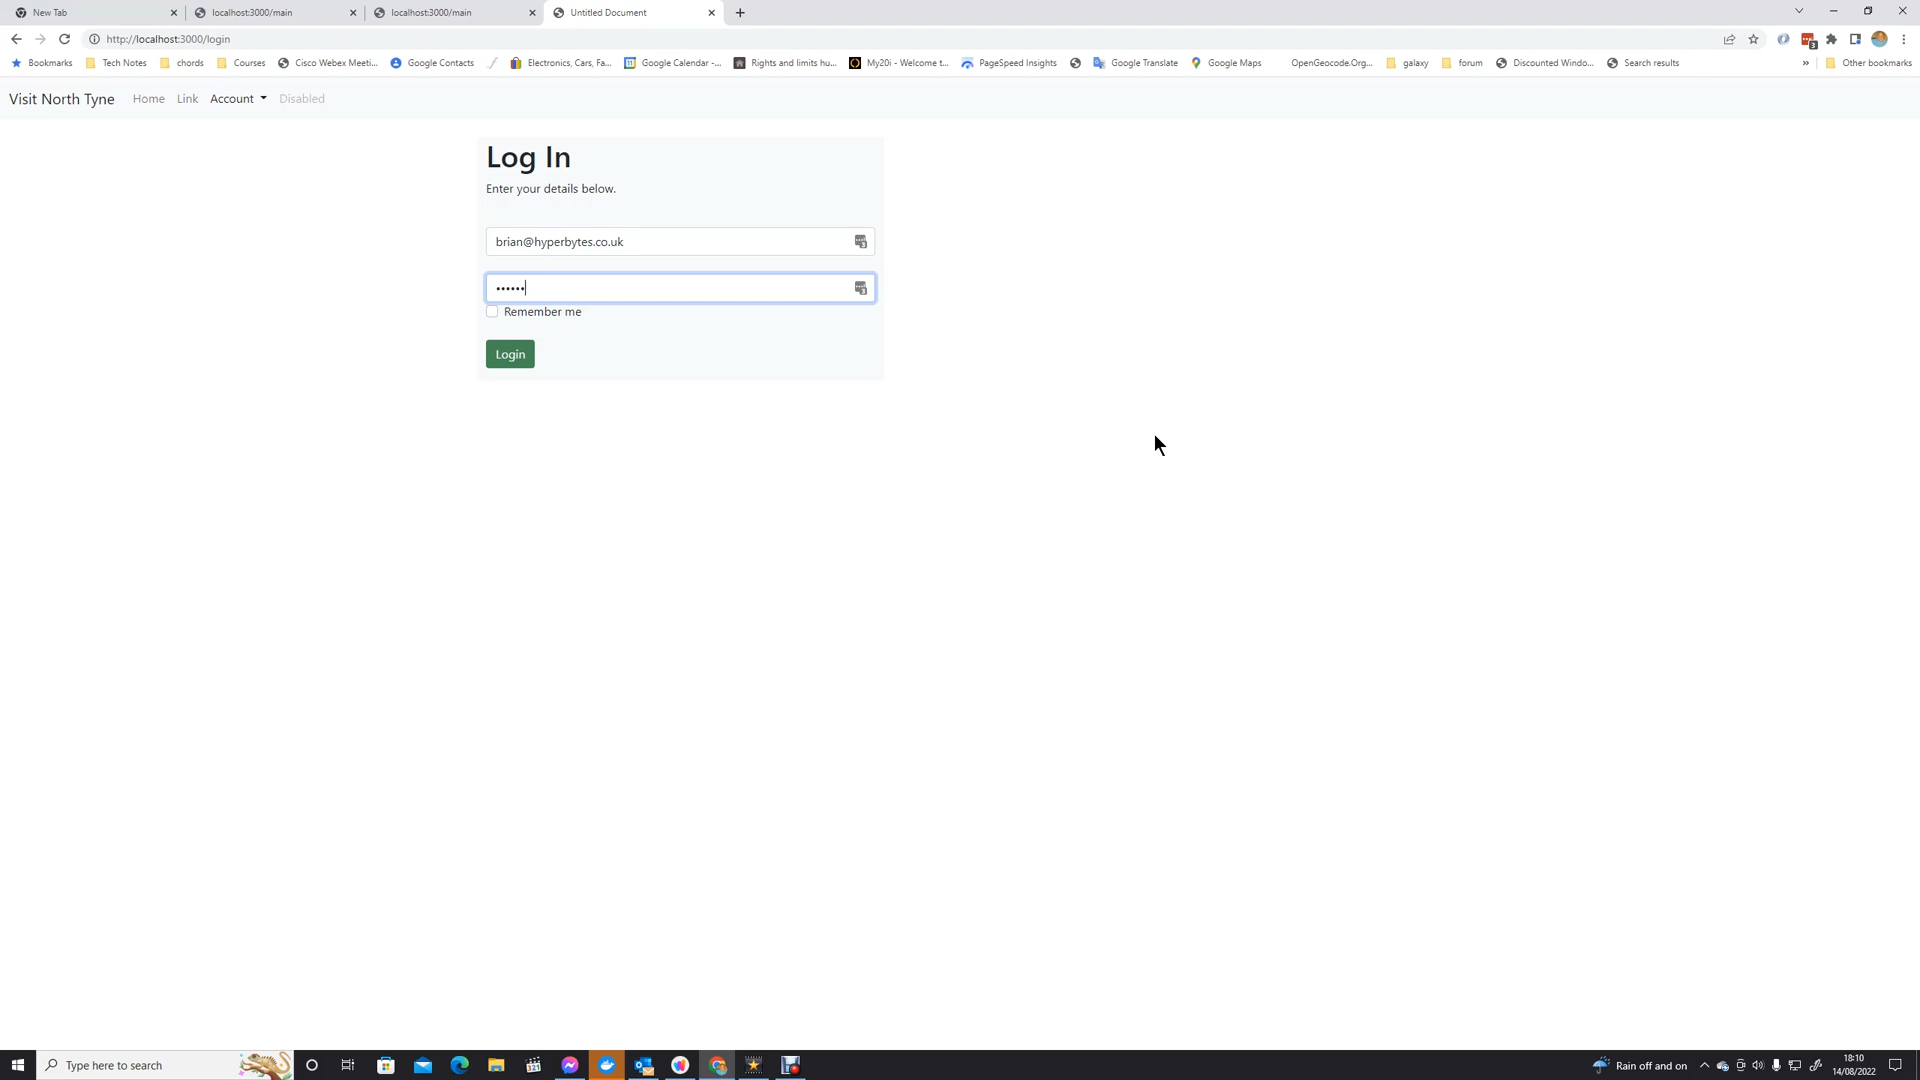 New Tab
localhost:3000/main
localhost:3000/main
Untitled Document
http://localhost:3000/login
Bookmarks
Tech Notes
chords
Courses
Cisco Webex Meeti...
Google Contacts
Electronics, Cars, Fa...
Google Calendar -...
Rights and limits hu...
My20i - Welcome t...
PageSpeed Insights
Google Translate
Google Maps
OpenGeocode.Org...
galaxy
forum
Discounted Windo...
Search results
»
Other bookmarks
Visit North Tyne
Home
Link
Account
Disabled
Log In
Enter your details below.
brian@hyperbytes.co.uk
••••••
Remember me
Login
Type here to search
Rain off and on
18:10
14/08/2022